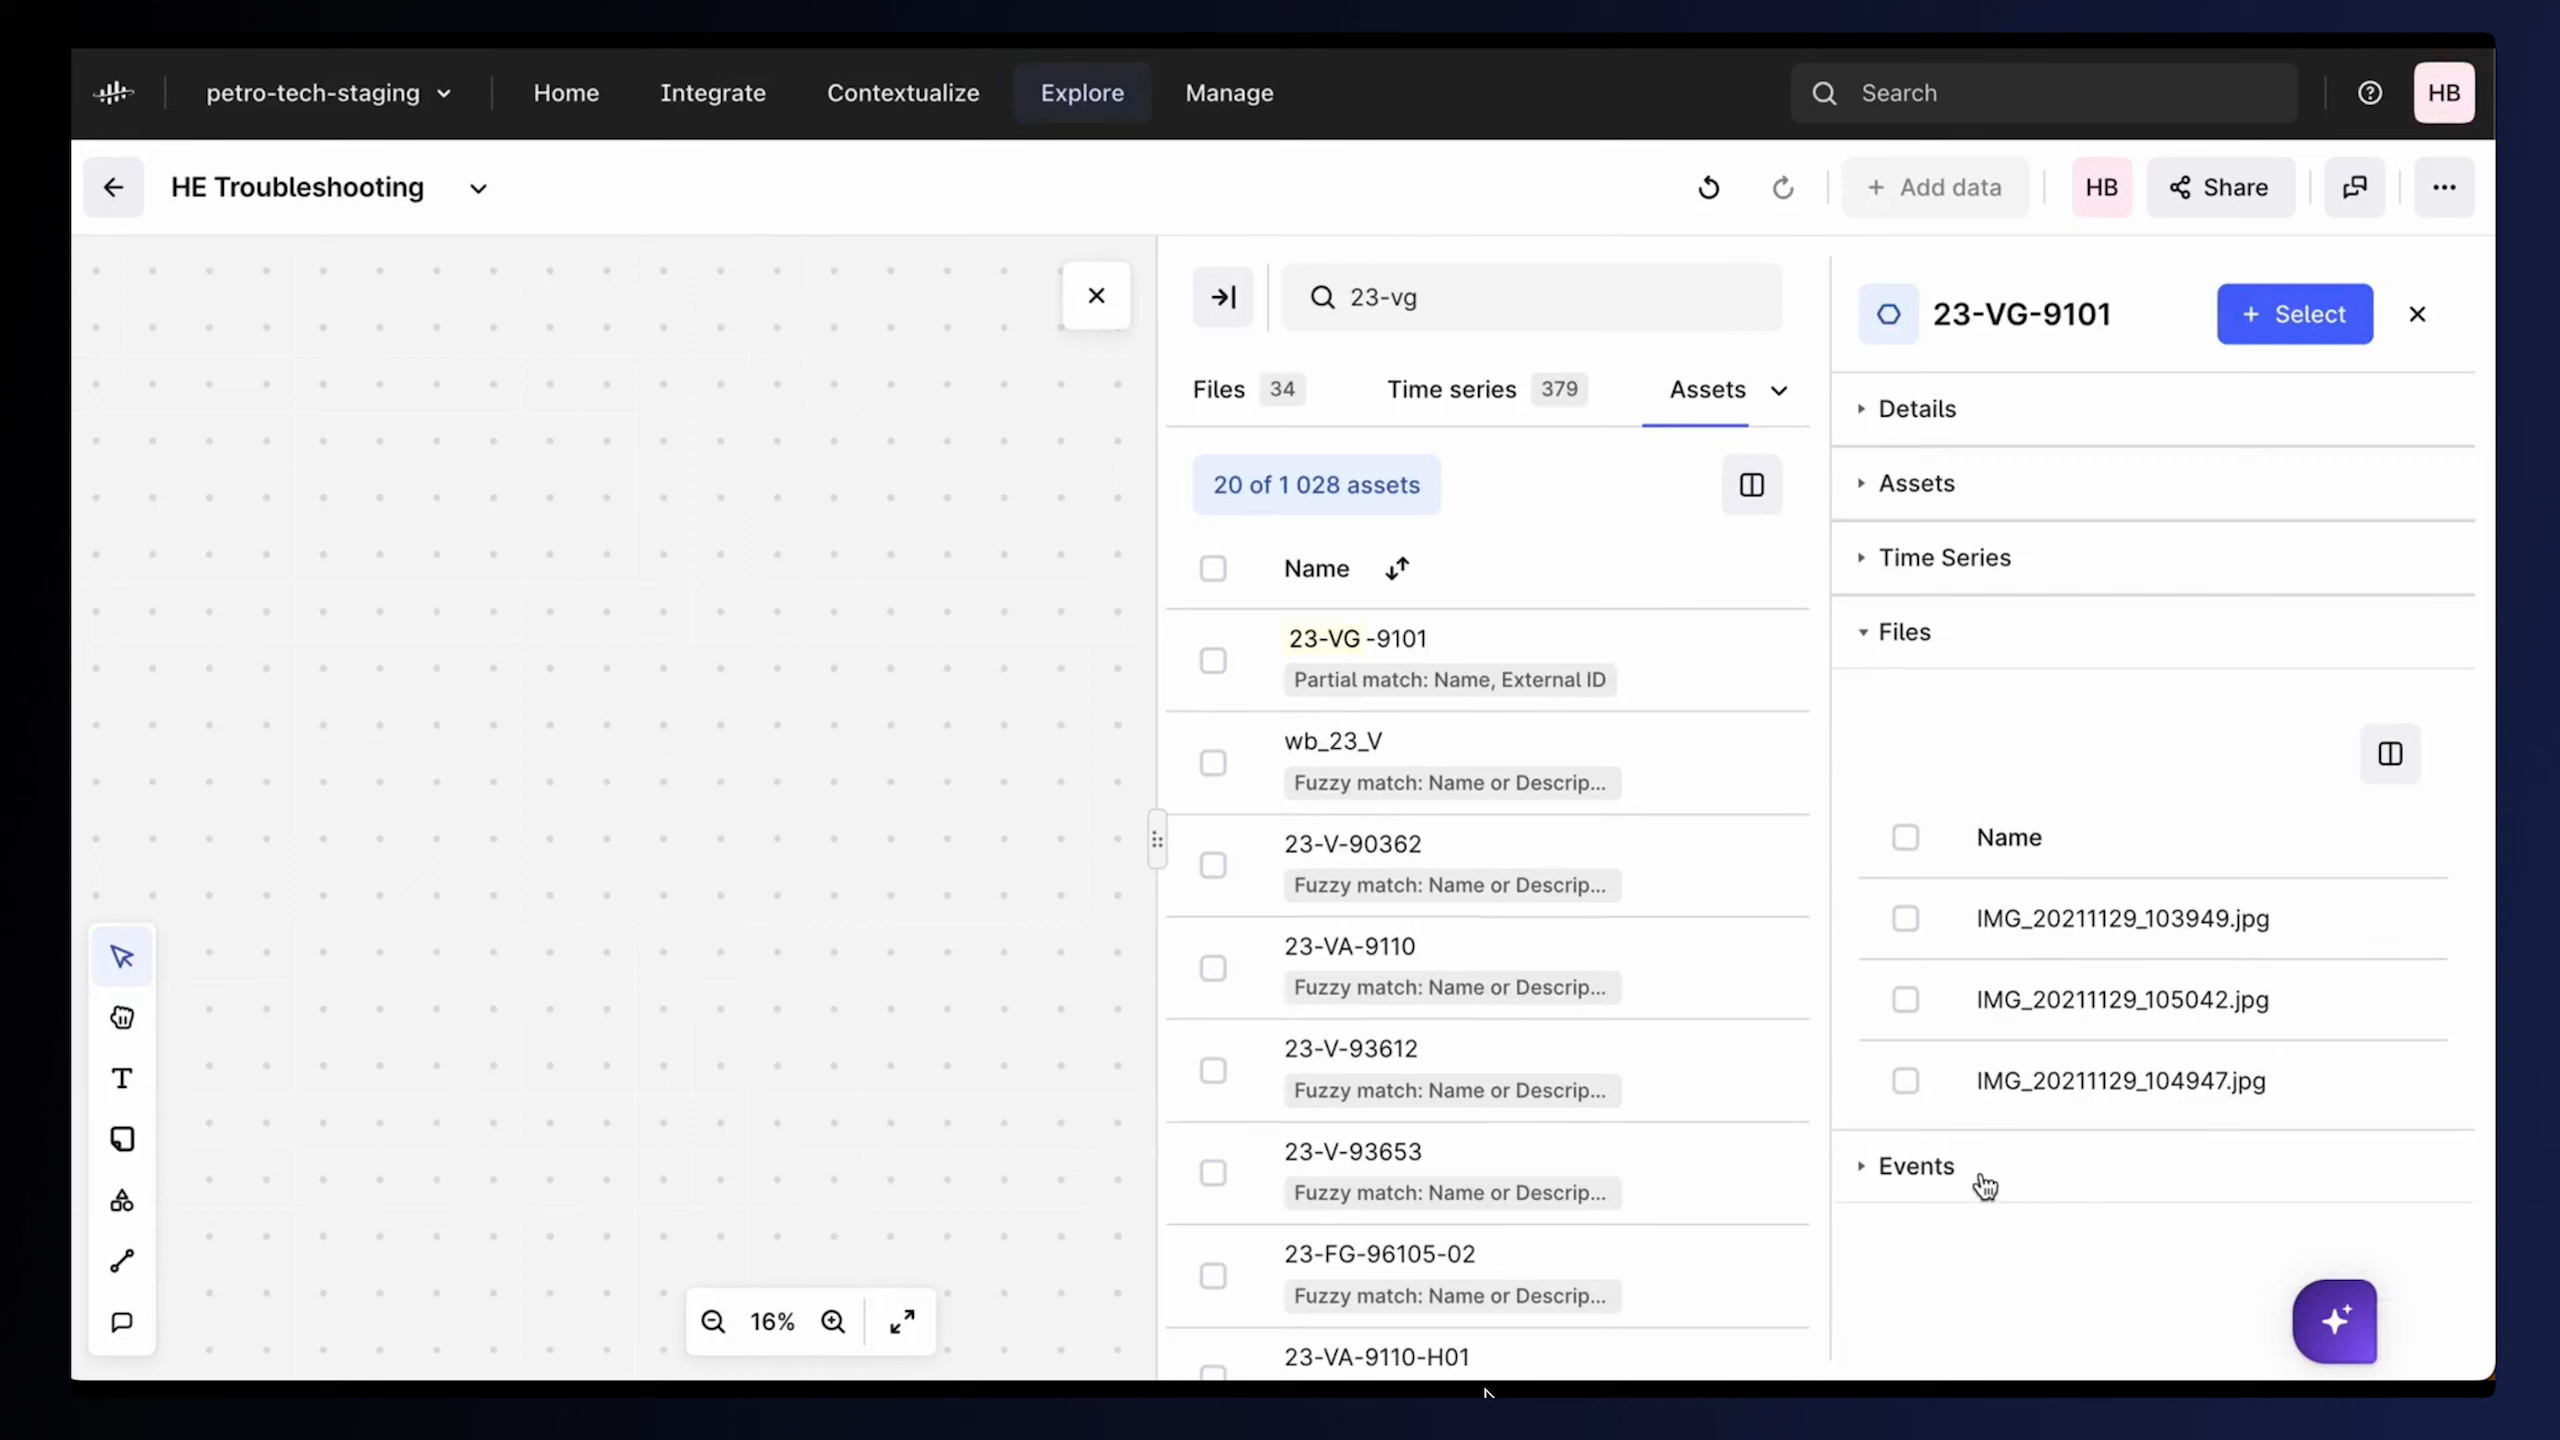 petro-tech-staging
Home
Integrate
Contextualize
Explore
Manage
Search
HB
HE Troubleshooting
+ Add data
HB
Share
23-vg
Files 34
Time series 379
Assets
20 of 1 028 assets
Name
23-VG-9101
Partial match: Name, External ID
wb_23_V
Fuzzy match: Name or Descrip...
23-V-90362
Fuzzy match: Name or Descrip...
23-VA-9110
Fuzzy match: Name or Descrip...
23-V-93612
Fuzzy match: Name or Descrip...
23-V-93653
Fuzzy match: Name or Descrip...
23-FG-96105-02
Fuzzy match: Name or Descrip...
23-VA-9110-H01
23-VG-9101
+ Select
Details
Assets
Time Series
Files
Name
IMG_20211129_103949.jpg
IMG_20211129_105042.jpg
IMG_20211129_104947.jpg
Events
T
16%